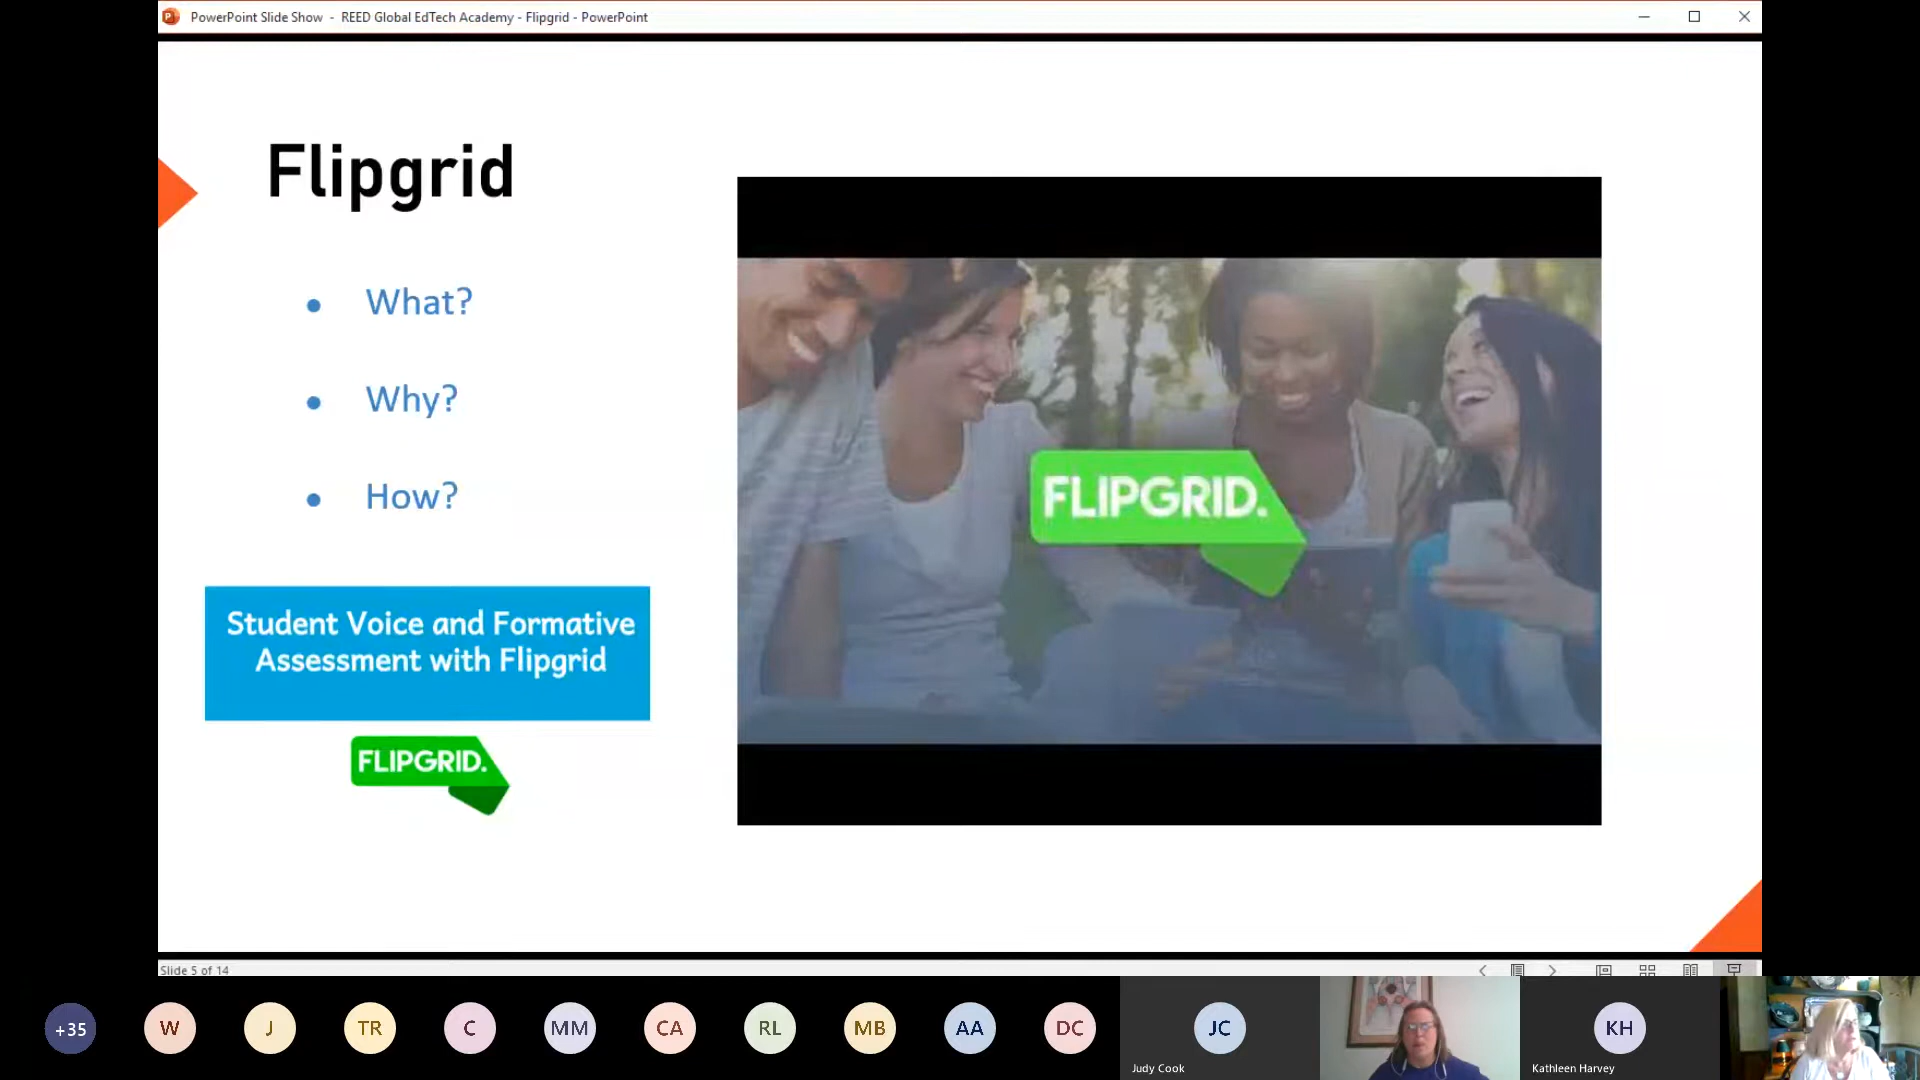 PowerPoint Slide Show - REED Global EdTech Academy - Flipgrid - PowerPoint
Flipgrid
What?
Why?
How?
Student Voice and Formative
Assessment with Flipgrid
FLIPGRID.
FLIPGRID.
Slide 5 of 14
+35
W
J
TR
C
MM
CA
RL
MB
AA
DC
JC
Judy Cook
KH
Kathleen Harvey